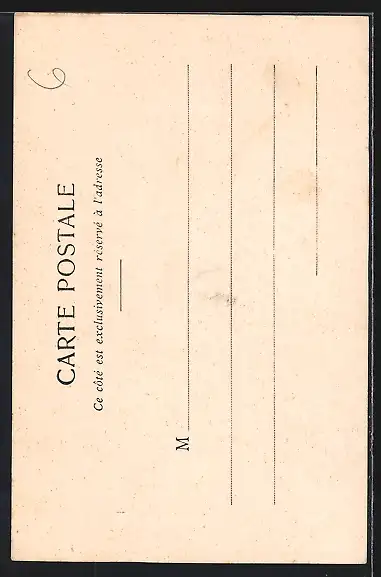 6
CARTE POSTALE
Ce côté est exclusivement réservé à l'adresse
M